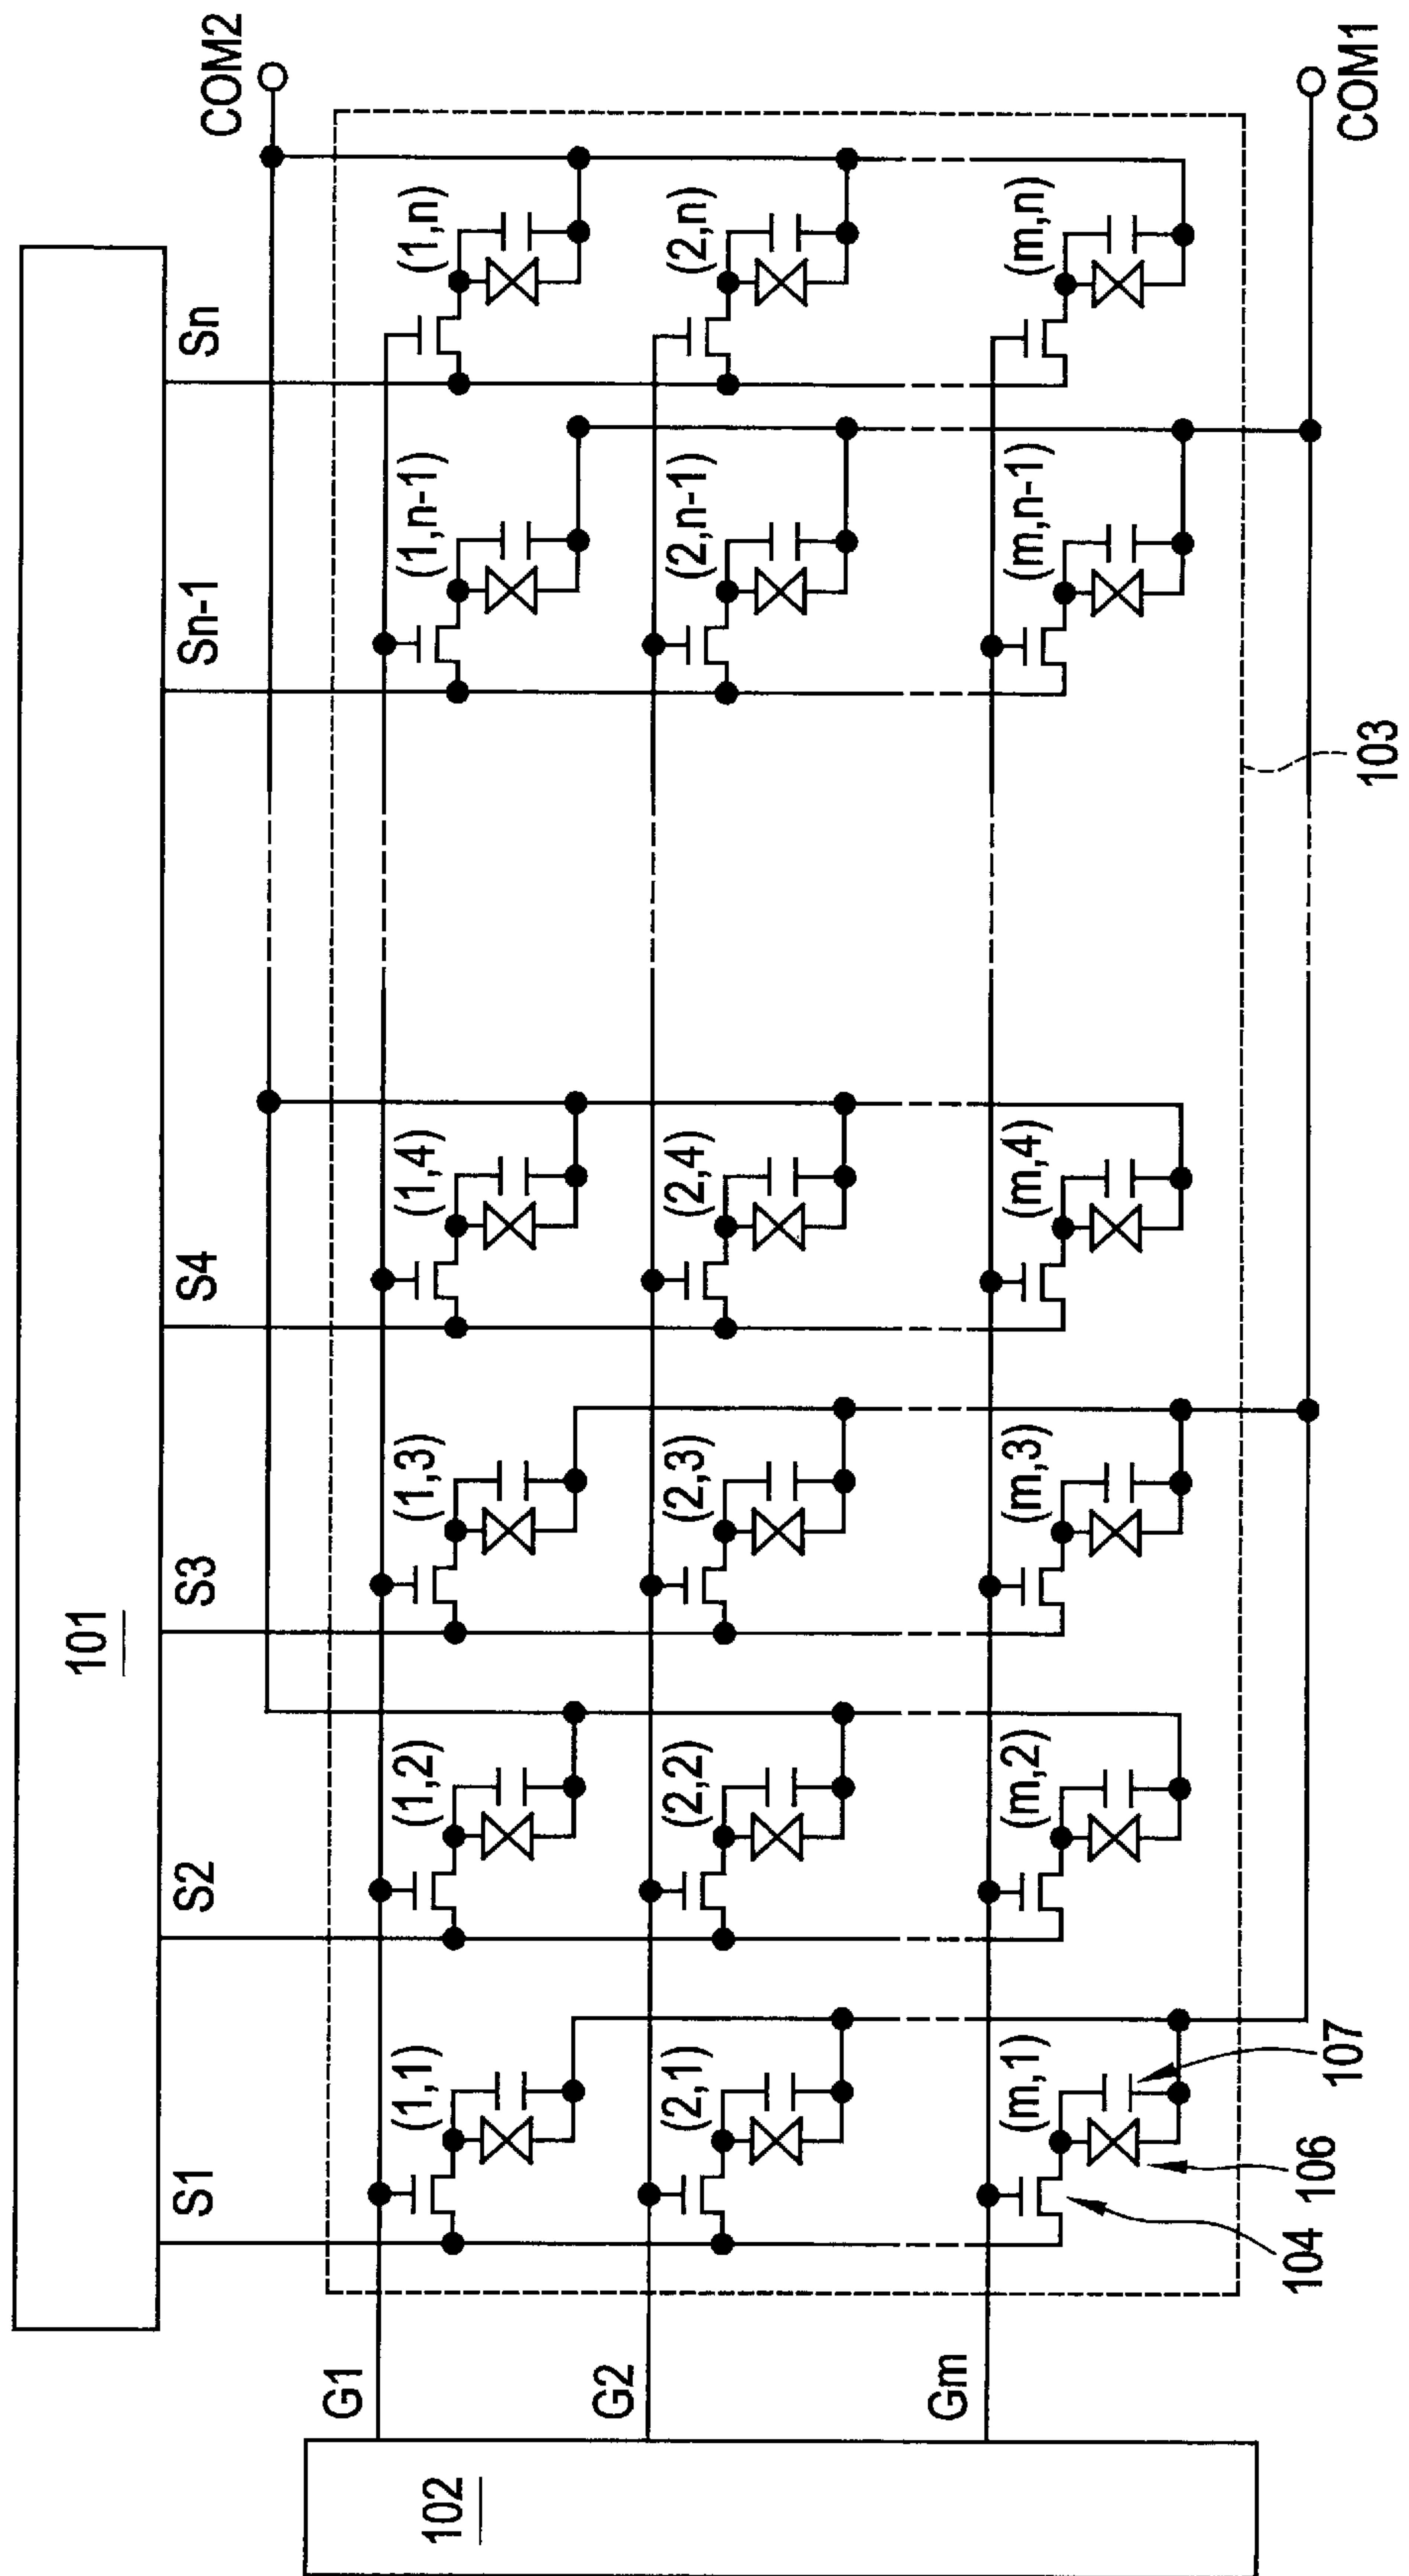 101
S1 S2 S3 S4 Sn-1 Sn
COM2
102
G1
(1,1) (1,2) (1,3) (1,4) (1,n-1) (1,n)
G2
(2,1) (2,2) (2,3) (2,4) (2,n-1) (2,n)
Gm
(m,1) (m,2) (m,3) (m,4) (m,n-1) (m,n)
104
106
107
103
COM1